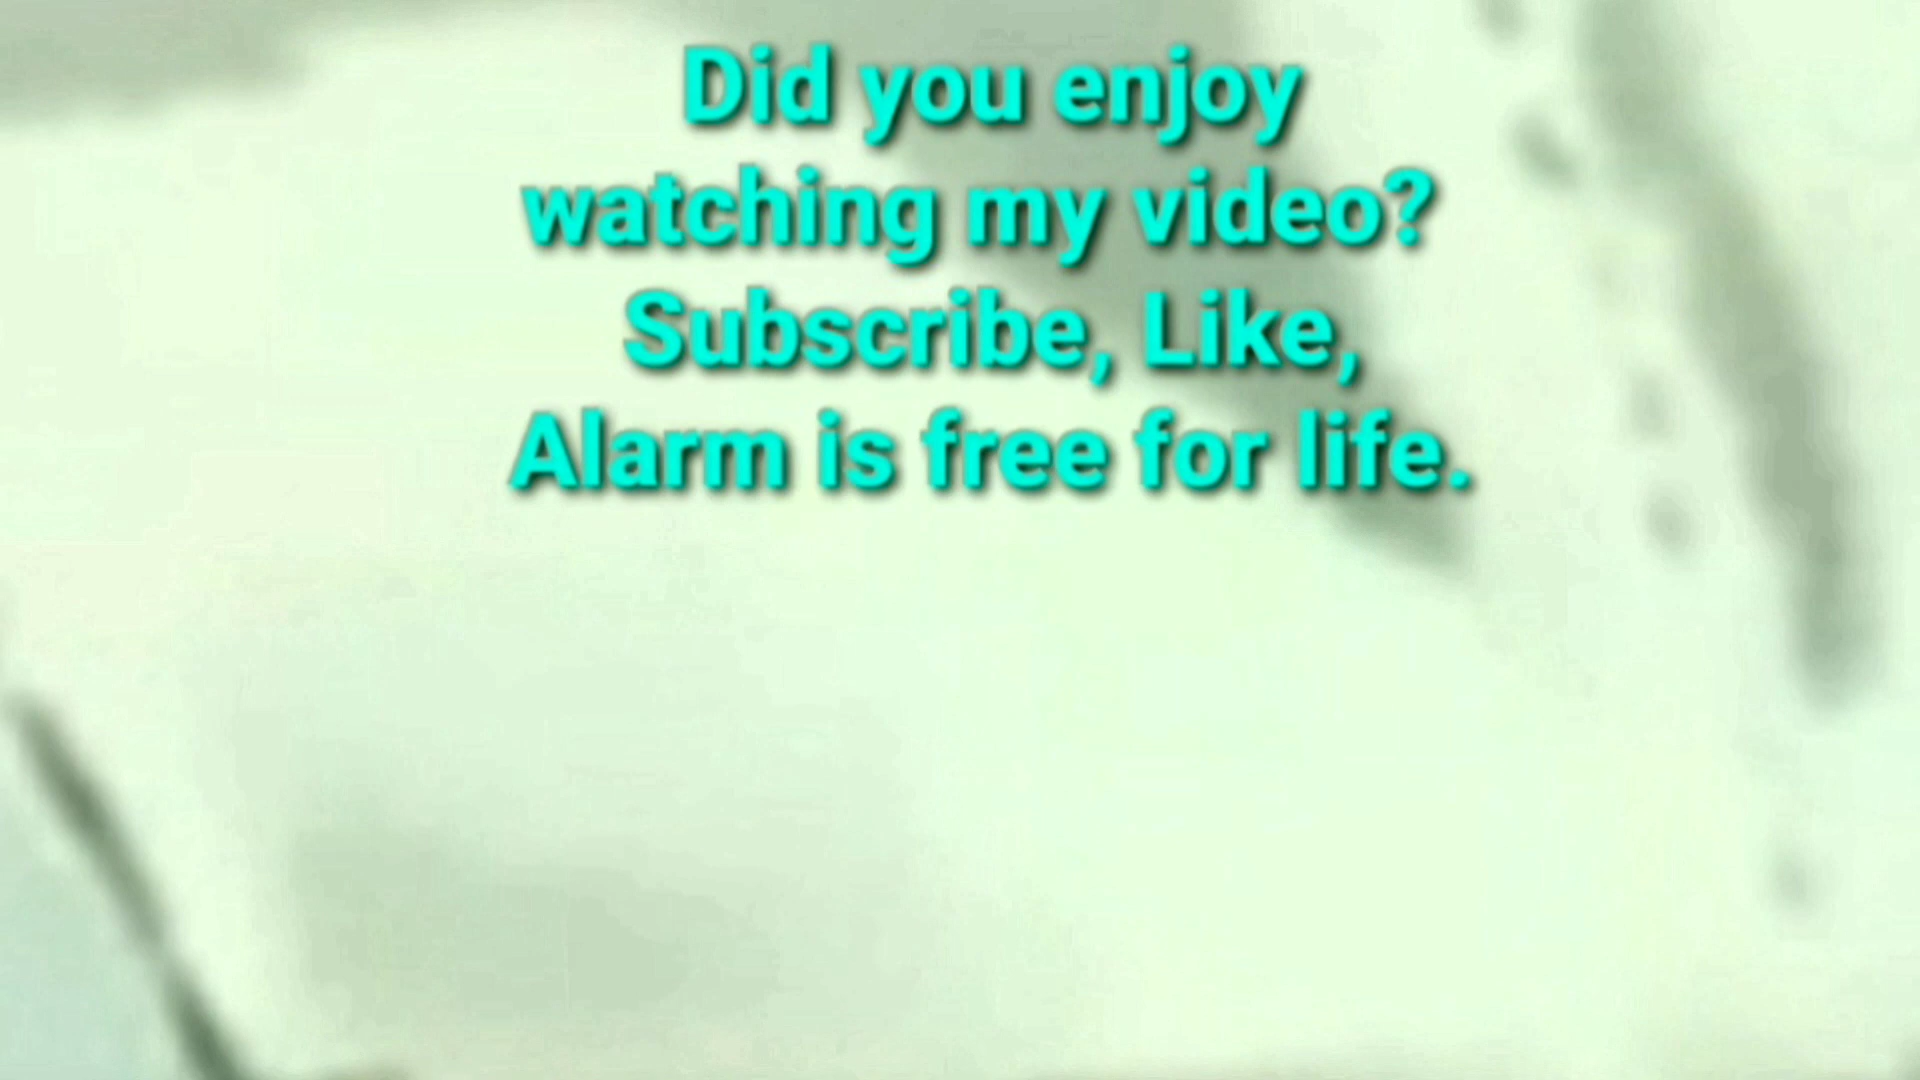 Did you enjoy
watching my video?
Subscribe, Like,
Alarm is free for life.